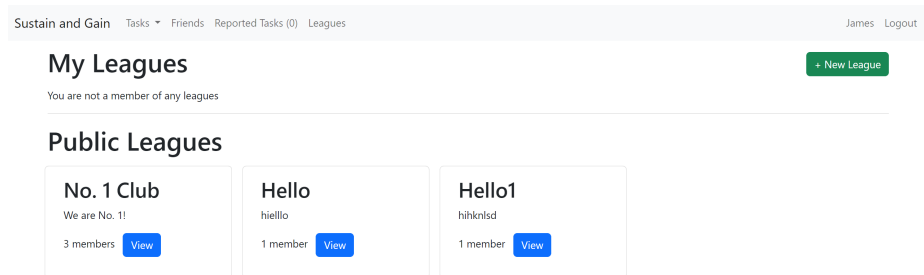 Sustain and Gain Tasks Friends Reported Tasks (0) Leagues James Logout
My Leagues
+ New League
You are not a member of any leagues
Public Leagues
No. 1 Club
We are No. 1!
3 members View
Hello
hielllo
1 member View
Hello1
hihknlsd
1 member View